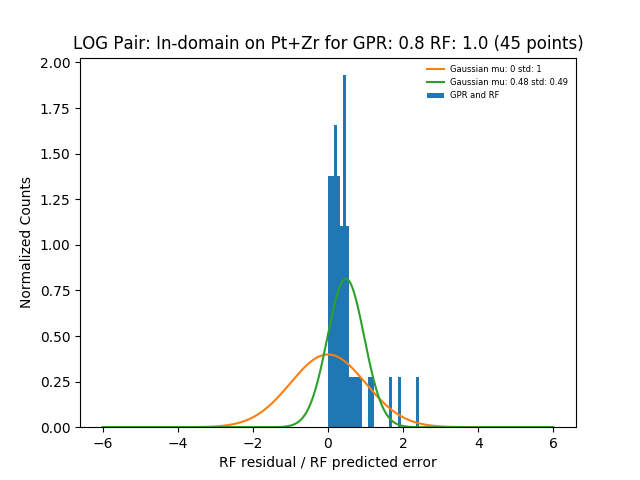 LOG Pair: In-domain on Pt+Zr for GPR: 0.8 RF: 1.0 (45 points)
Gaussian mu: 0 std: 1
Gaussian mu: 0.48 std: 0.49
GPR and RF
Normalized Counts
2.00
1.75
1.50
1.25
1.00
0.75
0.50
0.25
0.00
−6
−4
−2
0
2
4
6
RF residual / RF predicted error